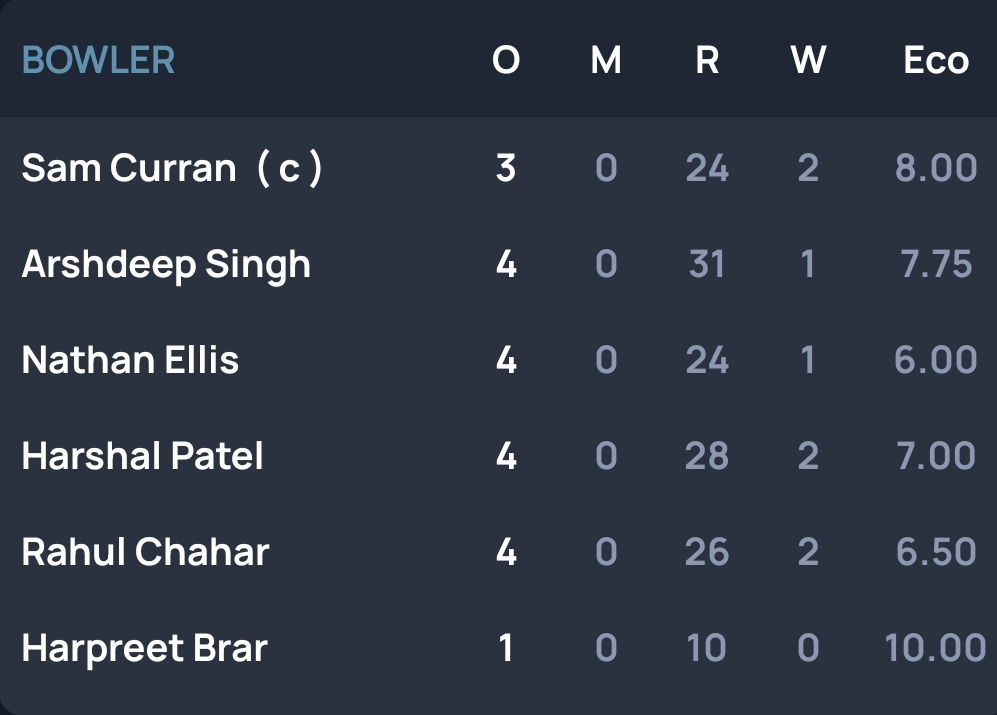 BOWLER O M R W Eco
Sam Curran ( c ) 3 0 24 2 8.00
Arshdeep Singh 4 0 31 1 7.75
Nathan Ellis 4 0 24 1 6.00
Harshal Patel 4 0 28 2 7.00
Rahul Chahar 4 0 26 2 6.50
Harpreet Brar 1 0 10 0 10.00